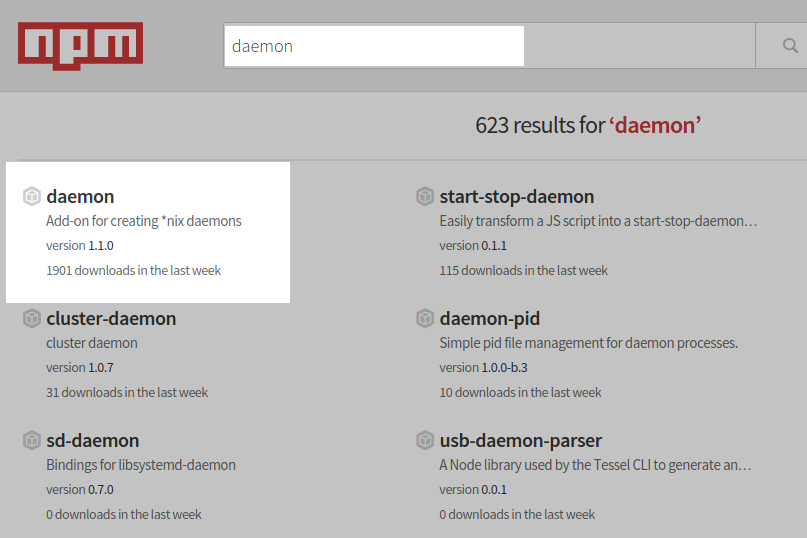 npm
daemon
623 results for ‘daemon’
daemon
Add-on for creating *nix daemons
version 1.1.0
1901 downloads in the last week
start-stop-daemon
Easily transform a JS script into a start-stop-daemon…
version 0.1.1
115 downloads in the last week
cluster-daemon
cluster daemon
version 1.0.7
31 downloads in the last week
daemon-pid
Simple pid file management for daemon processes.
version 1.0.0-b.3
10 downloads in the last week
sd-daemon
Bindings for libsystemd-daemon
version 0.7.0
0 downloads in the last week
usb-daemon-parser
A Node library used by the Tessel CLI to generate an…
version 0.0.1
0 downloads in the last week